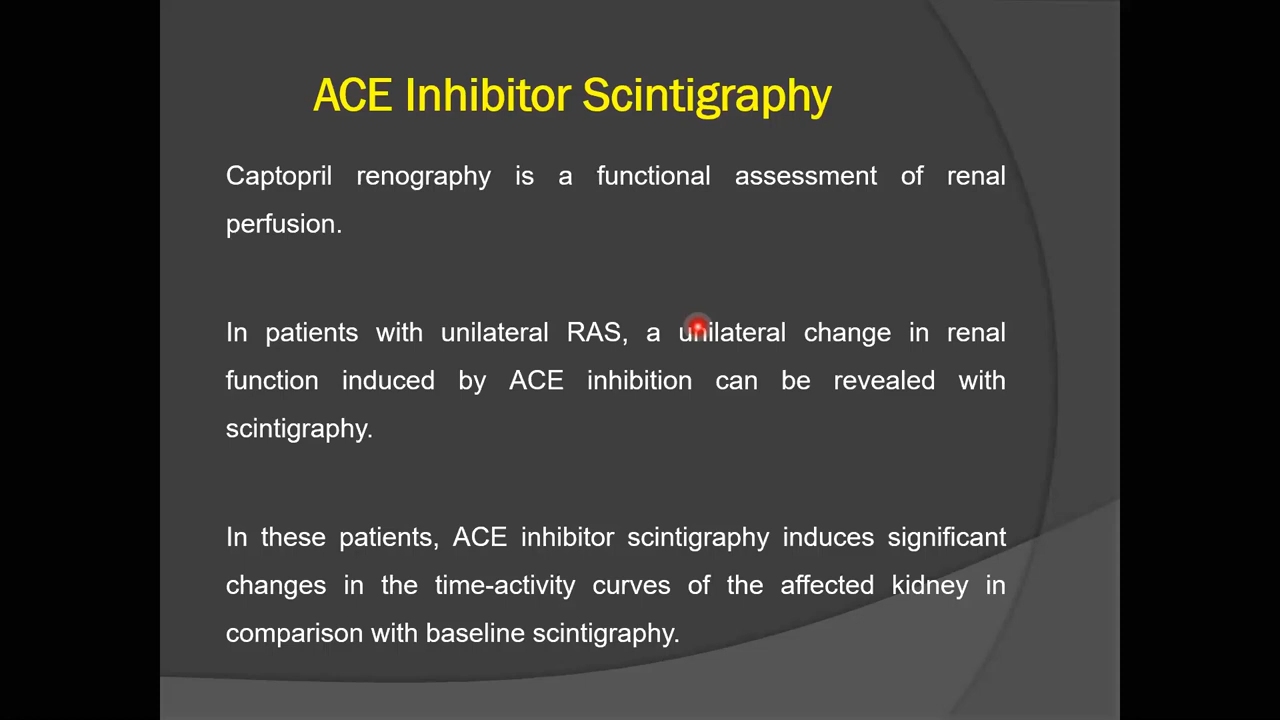 ACE Inhibitor Scintigraphy
Captopril renography is a functional assessment of renal
perfusion.
In patients with unilateral RAS, a unilateral change in renal
function induced by ACE inhibition can be revealed with
scintigraphy.
In these patients, ACE inhibitor scintigraphy induces significant
changes in the time-activity curves of the affected kidney in
comparison with baseline scintigraphy.